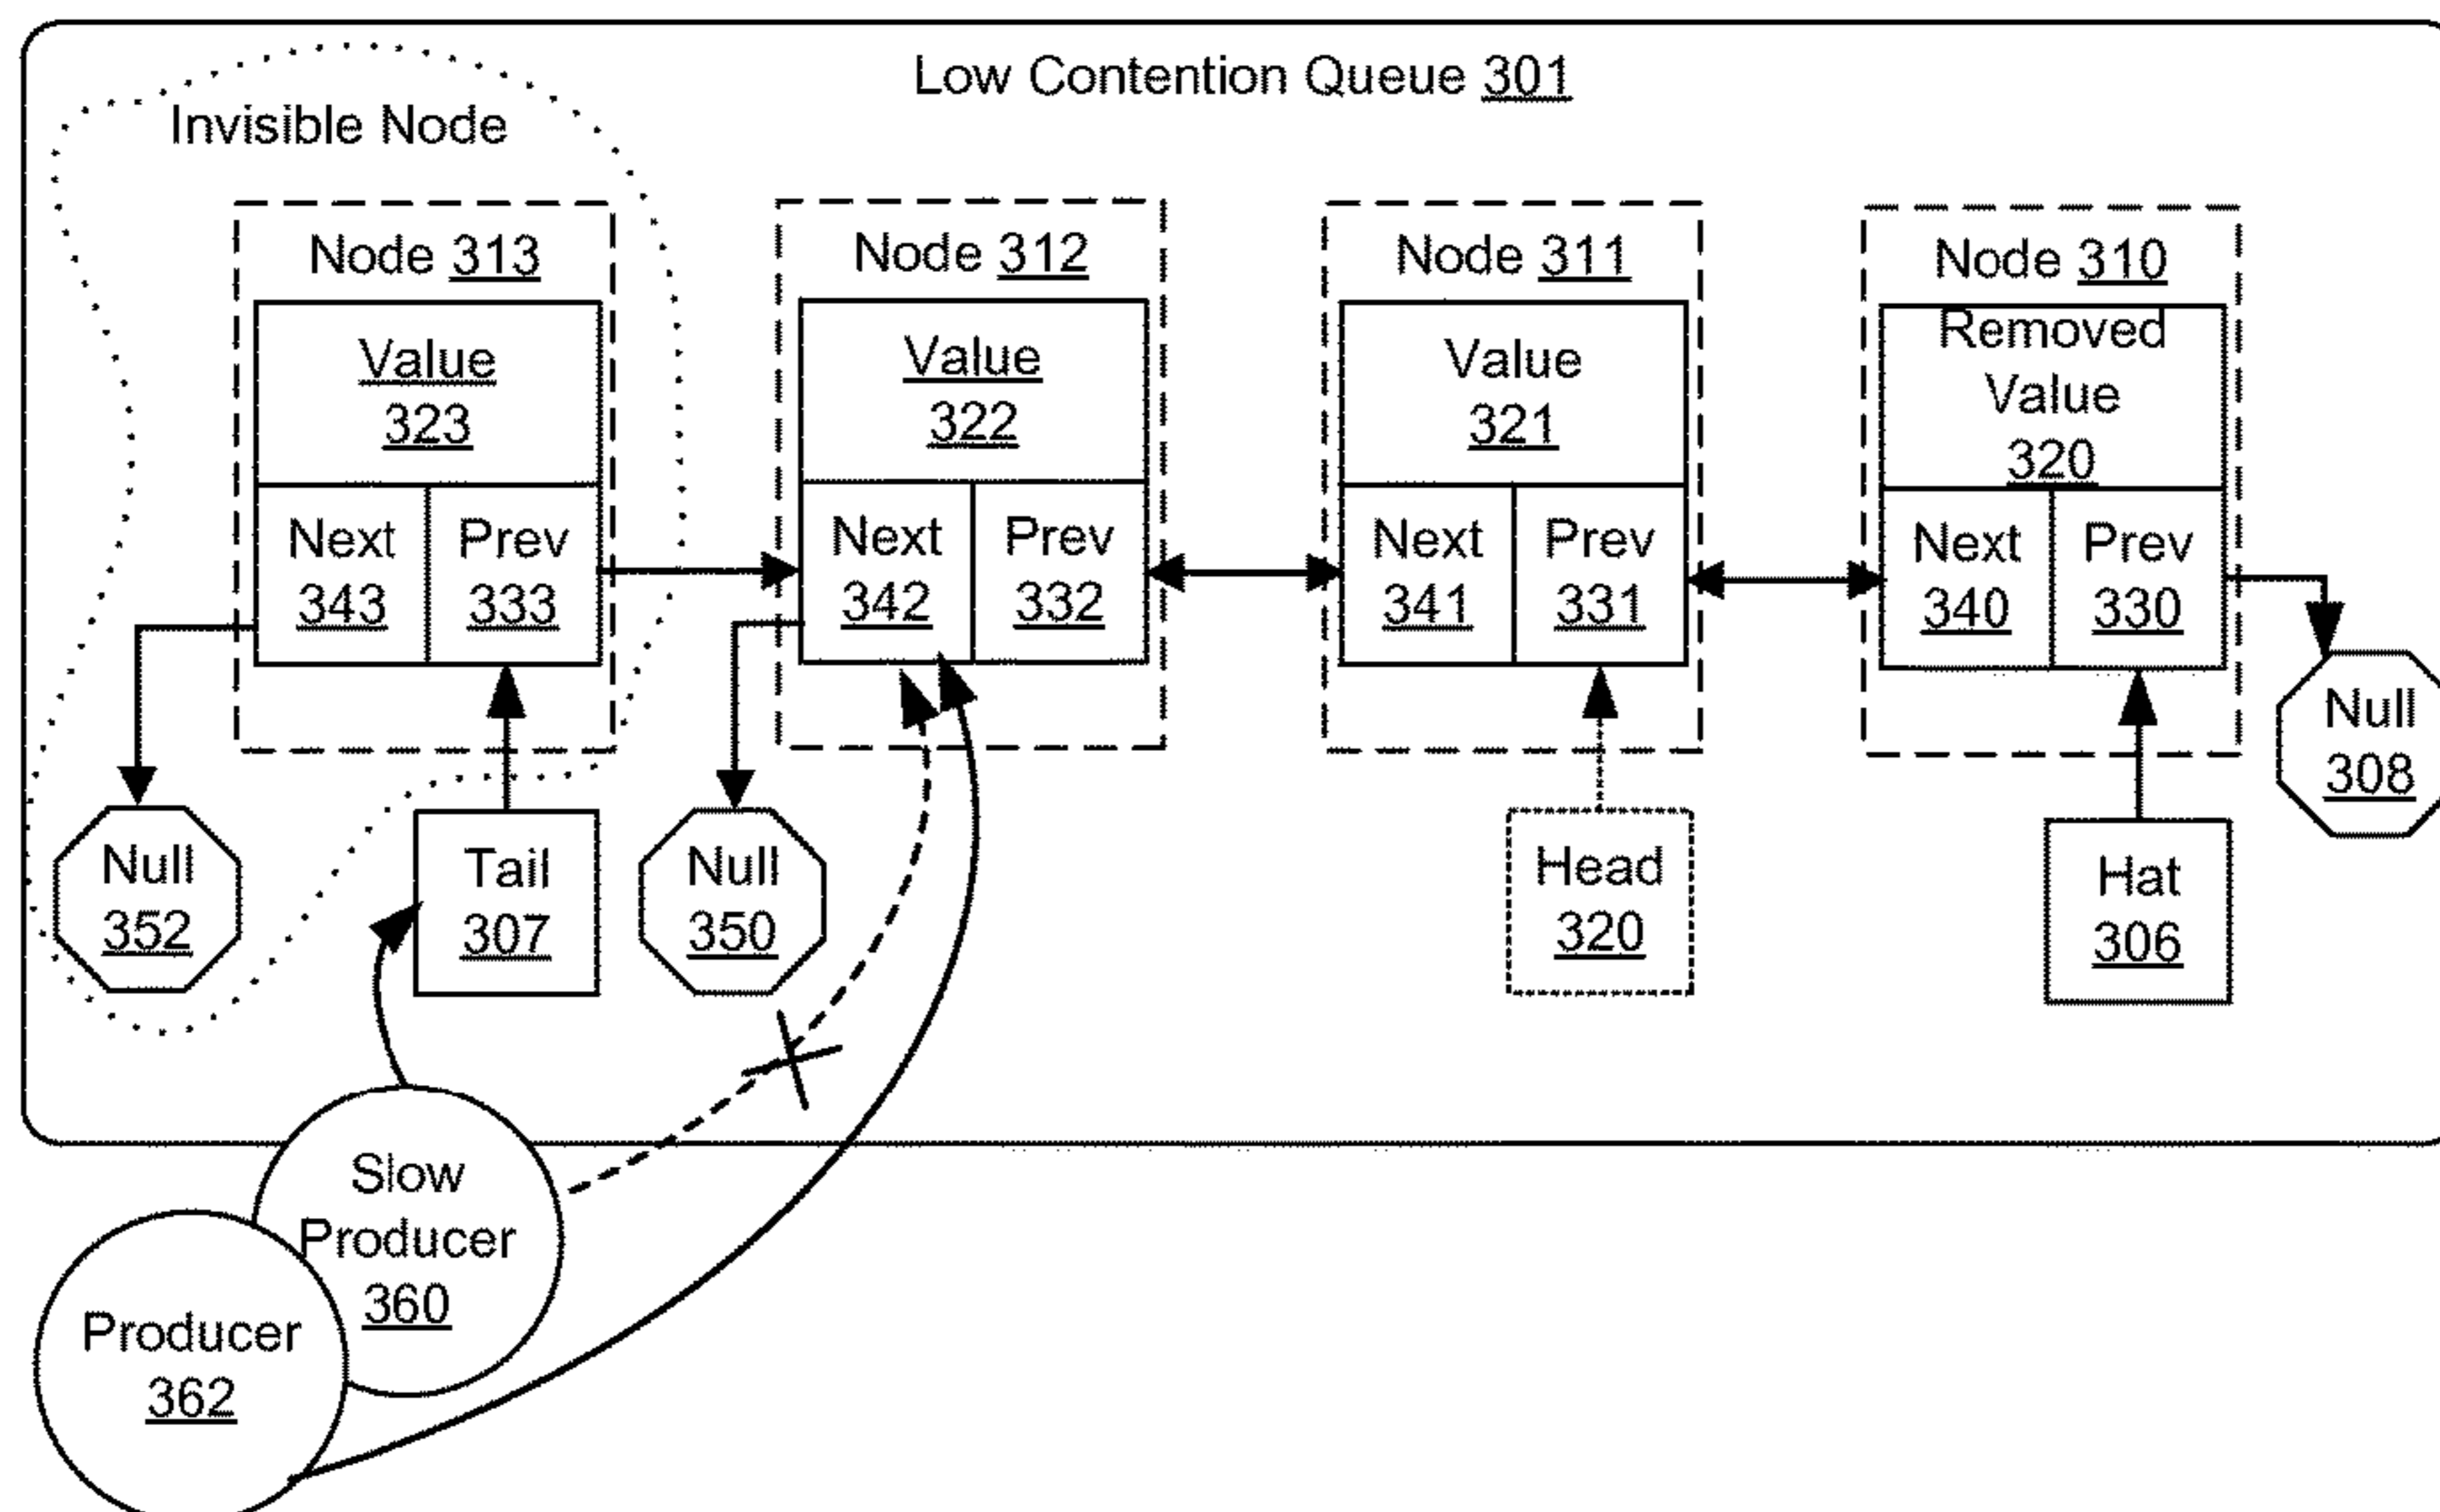 Low Contention Queue 301
Invisible Node
Node 313
Value
323
Next
343
Prev
333
Node 312
Value
322
Next
342
Prev
332
Node 311
Value
321
Next
341
Prev
331
Node 310
Removed
Value
320
Next
340
Prev
330
Null
308
Null
352
Tail
307
Null
350
Head
320
Hat
306
Slow
Producer
360
Producer
362